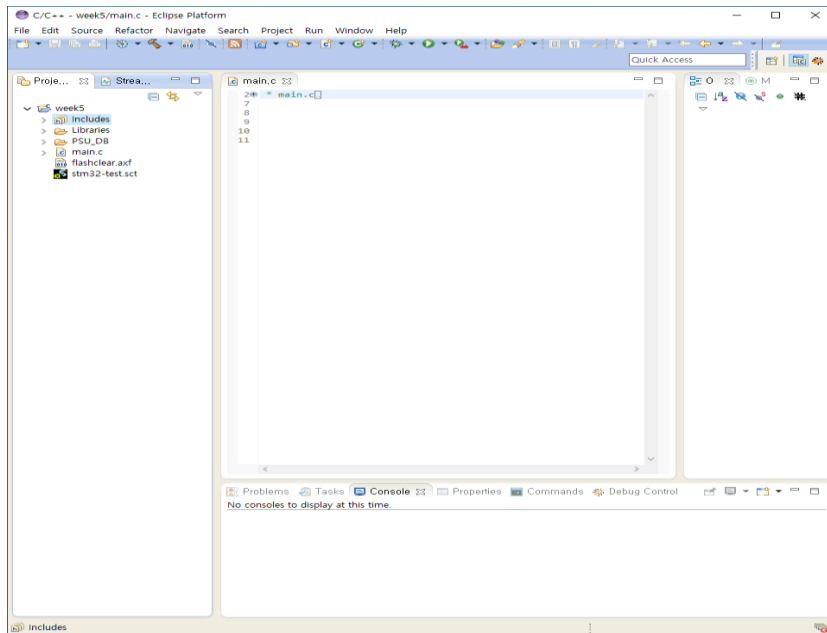 C/C++ - week5/main.c - Eclipse Platform
File Edit Source Refactor Navigate Search Project Run Window Help
Quick Access
Proje... Strea...
week5
Includes
Libraries
PSU_DB
main.c
flashclear.axf
stm32-test.sct
main.c
2 * main.c
7
8
9
10
11
O M
Problems Tasks Console Properties Commands Debug Control
No consoles to display at this time.
Includes